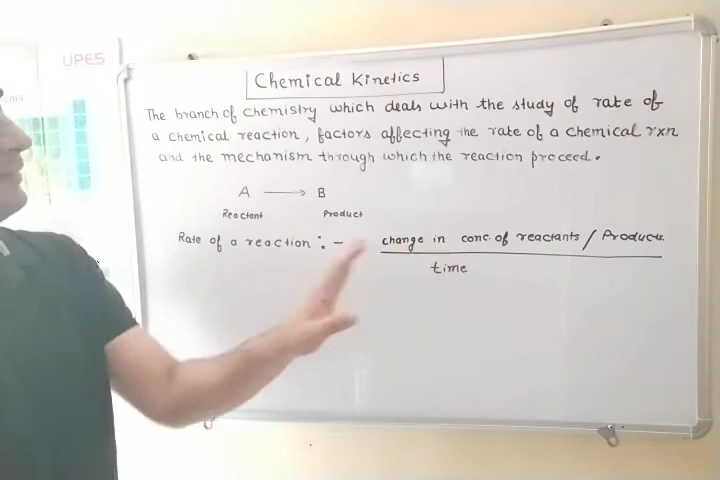 UPES
Chemical Kinetics
The branch of chemistry which deals with the study of rate of
a chemical reaction, factors affecting the rate of a chemical rxn
and the mechanism through which the reaction proceed.
A → B
Reactant Product
Rate of a reaction :- change in conc. of reactants / Products
time